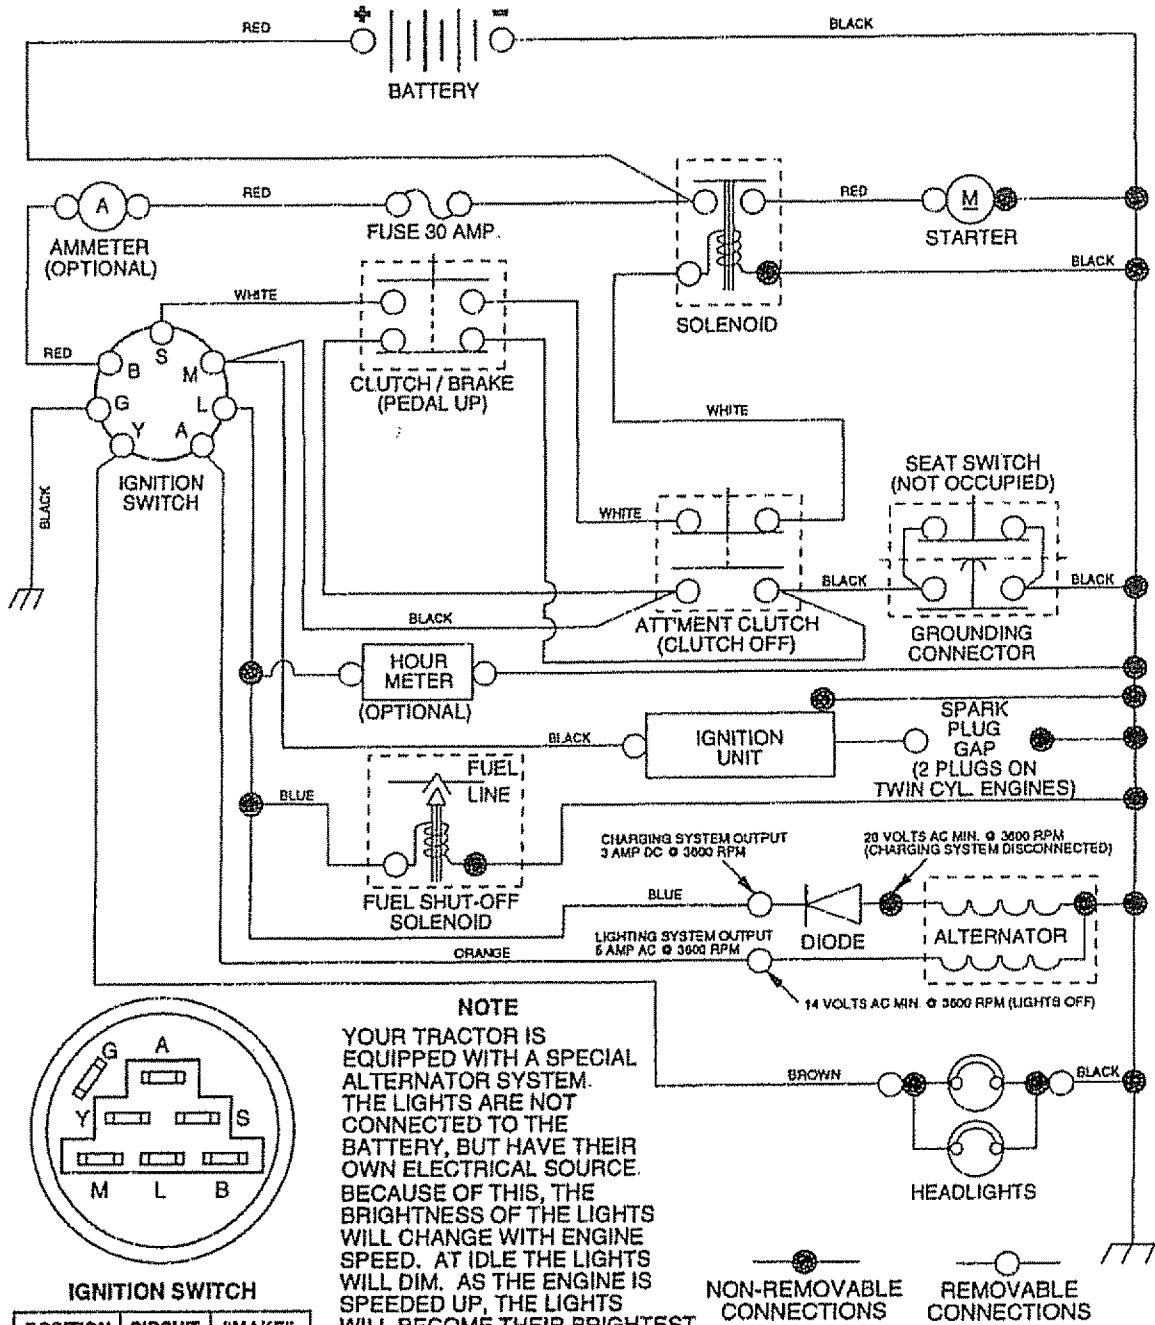 +
-
RED
BLACK
BATTERY
A
RED
RED
M
FUSE 30 AMP.
STARTER
AMMETER
(OPTIONAL)
BLACK
WHITE
SOLENOID
RED
S
B
M
CLUTCH / BRAKE
(PEDAL UP)
G
L
WHITE
Y
A
IGNITION
SWITCH
SEAT SWITCH
(NOT OCCUPIED)
BLACK
WHITE
BLACK
BLACK
BLACK
ATT'MENT CLUTCH
(CLUTCH OFF)
GROUNDING
CONNECTOR
HOUR
METER
(OPTIONAL)
BLACK
IGNITION
UNIT
SPARK
PLUG
GAP
(2 PLUGS ON
TWIN CYL. ENGINES)
FUEL
LINE
BLUE
CHARGING SYSTEM OUTPUT
3 AMP DC @ 3600 RPM
28 VOLTS AC MIN. @ 3600 RPM
(CHARGING SYSTEM DISCONNECTED)
FUEL SHUT-OFF
SOLENOID
BLUE
DIODE
ALTERNATOR
LIGHTING SYSTEM OUTPUT
5 AMP AC @ 3600 RPM
ORANGE
14 VOLTS AC MIN. @ 3600 RPM (LIGHTS OFF)
BROWN
BLACK
HEADLIGHTS
G
A
Y
S
M
L
B
IGNITION SWITCH
POSITION CIRCUIT "MAKE"
NOTE
YOUR TRACTOR IS
EQUIPPED WITH A SPECIAL
ALTERNATOR SYSTEM.
THE LIGHTS ARE NOT
CONNECTED TO THE
BATTERY, BUT HAVE THEIR
OWN ELECTRICAL SOURCE.
BECAUSE OF THIS, THE
BRIGHTNESS OF THE LIGHTS
WILL CHANGE WITH ENGINE
SPEED. AT IDLE THE LIGHTS
WILL DIM. AS THE ENGINE IS
SPEEDED UP, THE LIGHTS
WILL BECOME THEIR BRIGHTEST
NON-REMOVABLE
CONNECTIONS
REMOVABLE
CONNECTIONS